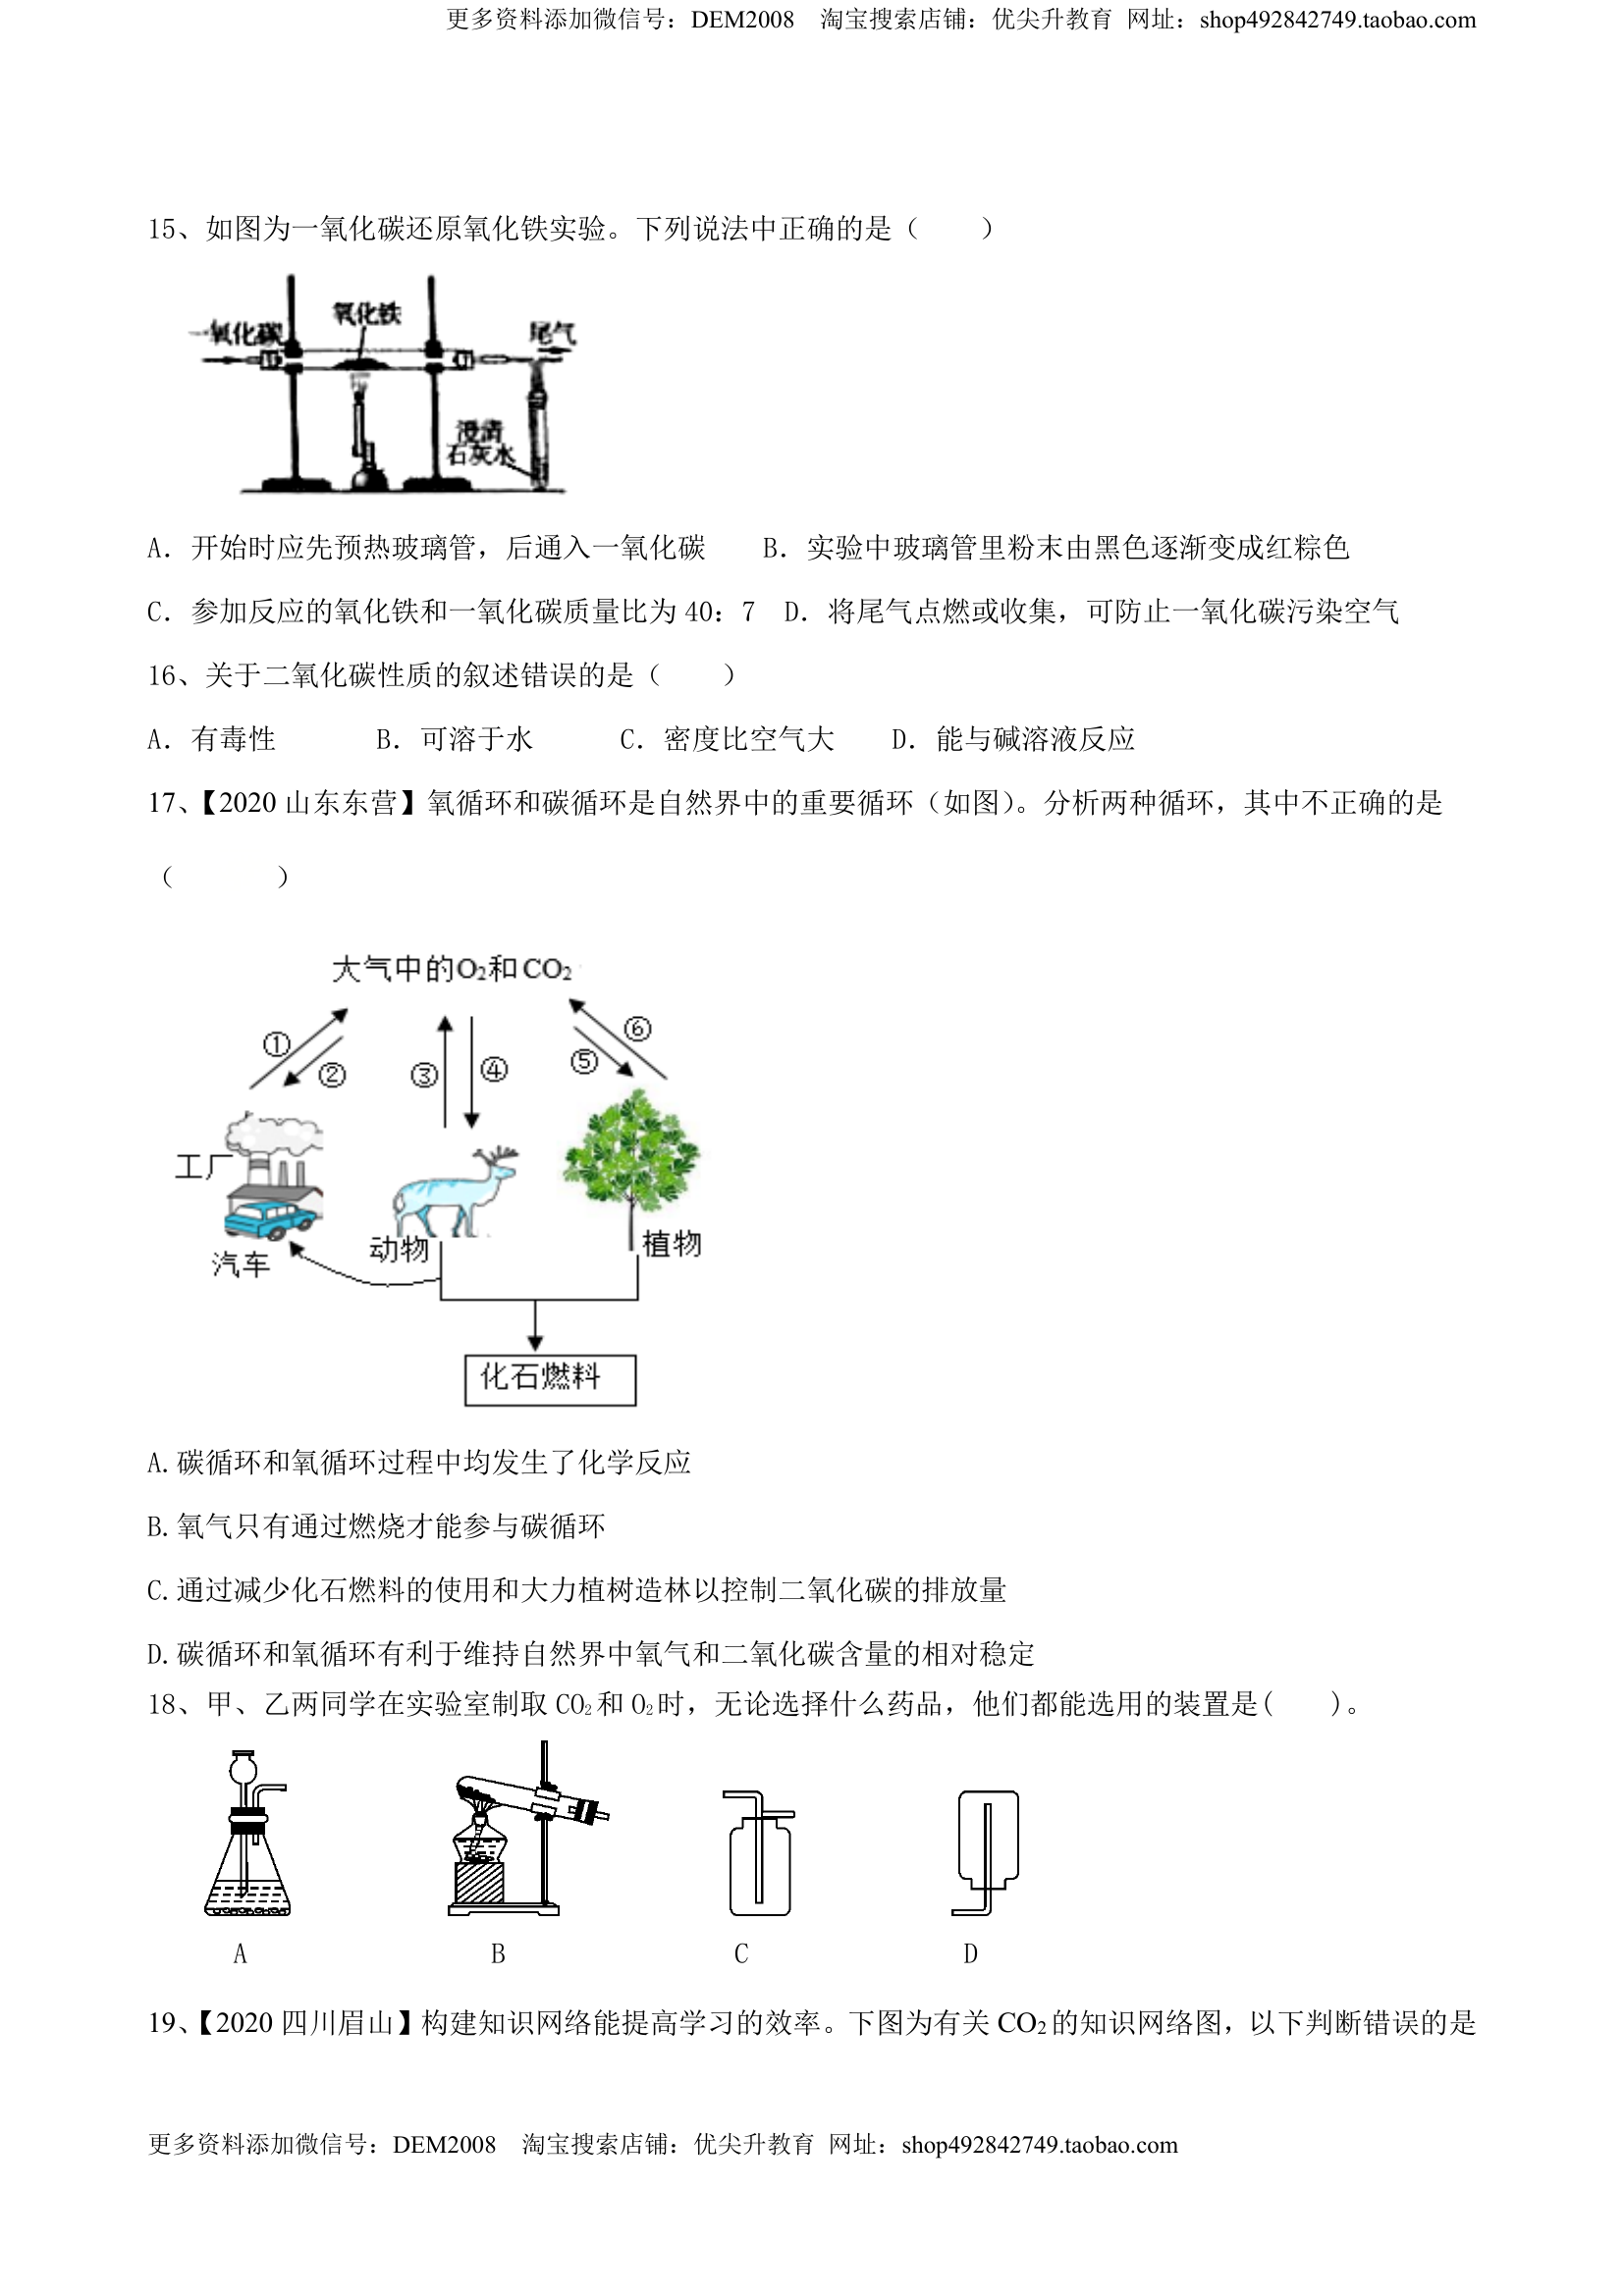 更多资料添加微信号：DEM2008 淘宝搜索店铺：优尖升教育 网址：shop492842749.taobao.com
15、如图为一氧化碳还原氧化铁实验。下列说法中正确的是（ ）
氧化铁
一氧化碳
尾气
澄清
石灰水
A．开始时应先预热玻璃管，后通入一氧化碳 B．实验中玻璃管里粉末由黑色逐渐变成红粽色
C．参加反应的氧化铁和一氧化碳质量比为 40：7 D．将尾气点燃或收集，可防止一氧化碳污染空气
16、关于二氧化碳性质的叙述错误的是（ ）
A．有毒性 B．可溶于水 C．密度比空气大 D．能与碱溶液反应
17、【2020 山东东营】氧循环和碳循环是自然界中的重要循环（如图）。分析两种循环，其中不正确的是
（ ）
大气中的O₂和CO₂
① ② ③ ④ ⑤ ⑥
工厂
汽车
动物
植物
化石燃料
A.碳循环和氧循环过程中均发生了化学反应
B.氧气只有通过燃烧才能参与碳循环
C.通过减少化石燃料的使用和大力植树造林以控制二氧化碳的排放量
D.碳循环和氧循环有利于维持自然界中氧气和二氧化碳含量的相对稳定
18、甲、乙两同学在实验室制取 CO₂和 O₂时，无论选择什么药品，他们都能选用的装置是( )。
A B C D
19、【2020 四川眉山】构建知识网络能提高学习的效率。下图为有关 CO₂的知识网络图，以下判断错误的是
更多资料添加微信号：DEM2008 淘宝搜索店铺：优尖升教育 网址：shop492842749.taobao.com